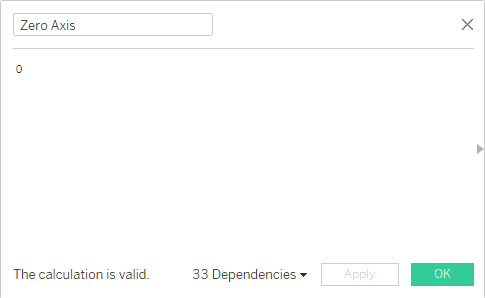 Zero Axis
0
The calculation is valid. 33 Dependencies Apply OK